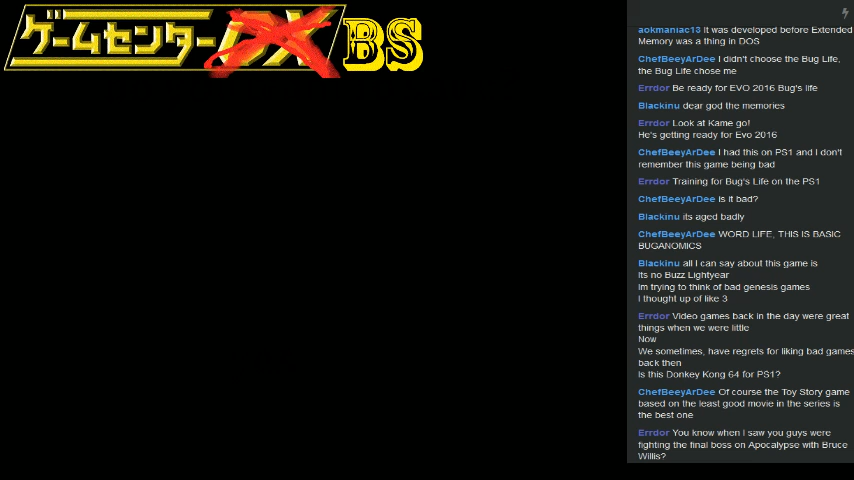 ゲームセンターDX BS
aokmaniac13 It was developed before Extended
Memory was a thing in DOS
ChefBeeyArDee I didn't choose the Bug Life,
the Bug Life chose me
Errdor Be ready for EVO 2016 Bug's life
Blackinu dear god the memories
Errdor Look at Kame go!
He's getting ready for Evo 2016
ChefBeeyArDee I had this on PS1 and I don't
remember this game being bad
Errdor Training for Bug's Life on the PS1
ChefBeeyArDee is it bad?
Blackinu its aged badly
ChefBeeyArDee WORD LIFE, THIS IS BASIC
BUGANOMICS
Blackinu all I can say about this game is
Its no Buzz Lightyear
Im trying to think of bad genesis games
I thought up of like 3
Errdor Video games back in the day were great
things when we were little
Now
We sometimes, have regrets for liking bad games
back then
Is this Donkey Kong 64 for PS1?
ChefBeeyArDee Of course the Toy Story game
based on the least good movie in the series is
the best one
Errdor You know when I saw you guys were
fighting the final boss on Apocalypse with Bruce
Willis?